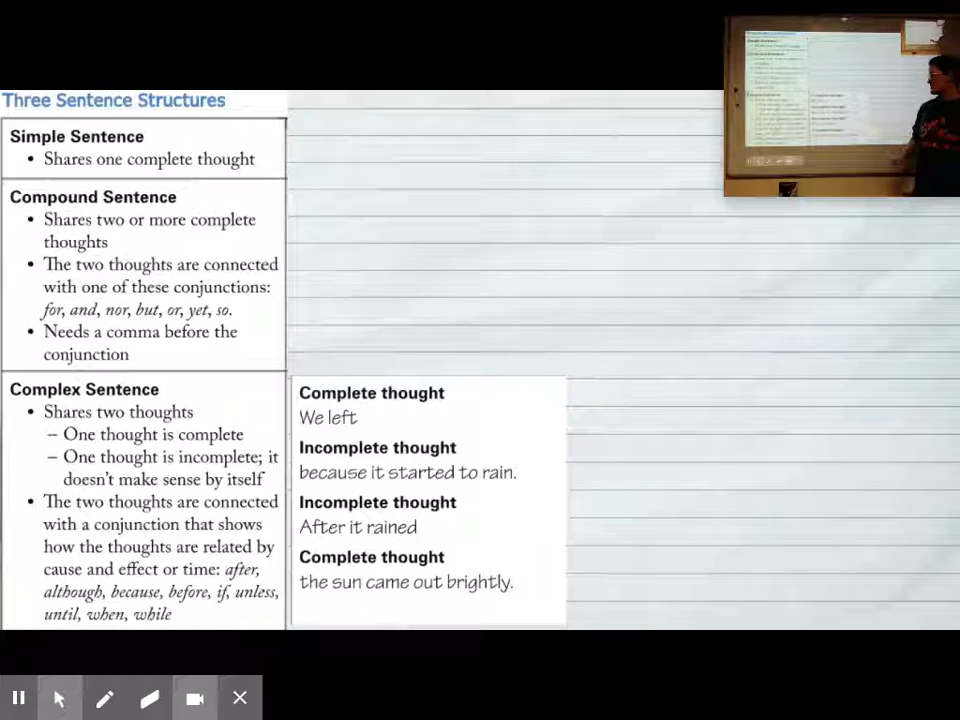 Three Sentence Structures
Simple Sentence
• Shares one complete thought
Compound Sentence
• Shares two or more complete
thoughts
• The two thoughts are connected
with one of these conjunctions:
for, and, nor, but, or, yet, so.
• Needs a comma before the
conjunction
Complex Sentence
• Shares two thoughts
– One thought is complete
– One thought is incomplete; it
doesn't make sense by itself
• The two thoughts are connected
with a conjunction that shows
how the thoughts are related by
cause and effect or time: after,
although, because, before, if, unless,
until, when, while
Complete thought
We left
Incomplete thought
because it started to rain.
Incomplete thought
After it rained
Complete thought
the sun came out brightly.